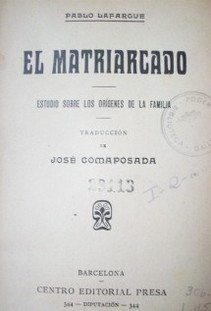 PABLO LAFARGUE
EL MATRIARCADO
ESTUDIO SOBRE LOS ORÍGENES DE LA FAMILIA
TRADUCCIÓN
DE
JOSÉ COMAPOSADA
23113
BARCELONA
CENTRO EDITORIAL PRESA
344 — DIPUTACIÓN — 344